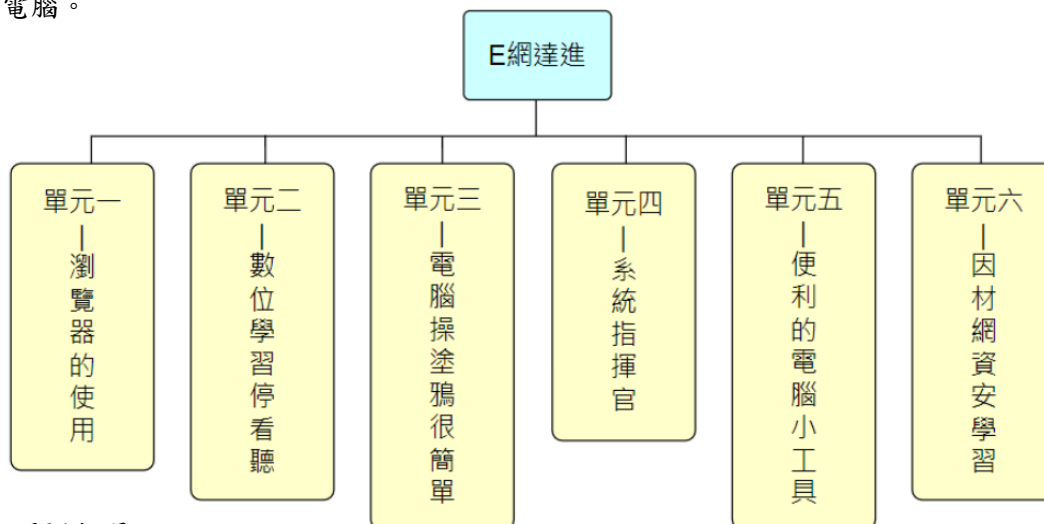 電腦。
E網達進
單元一
|
瀏覽器的使用
單元二
|
數位學習停看聽
單元三
|
電腦操塗鴉很簡單
單元四
|
系統指揮官
單元五
|
便利的電腦小工具
單元六
|
因材網資安學習